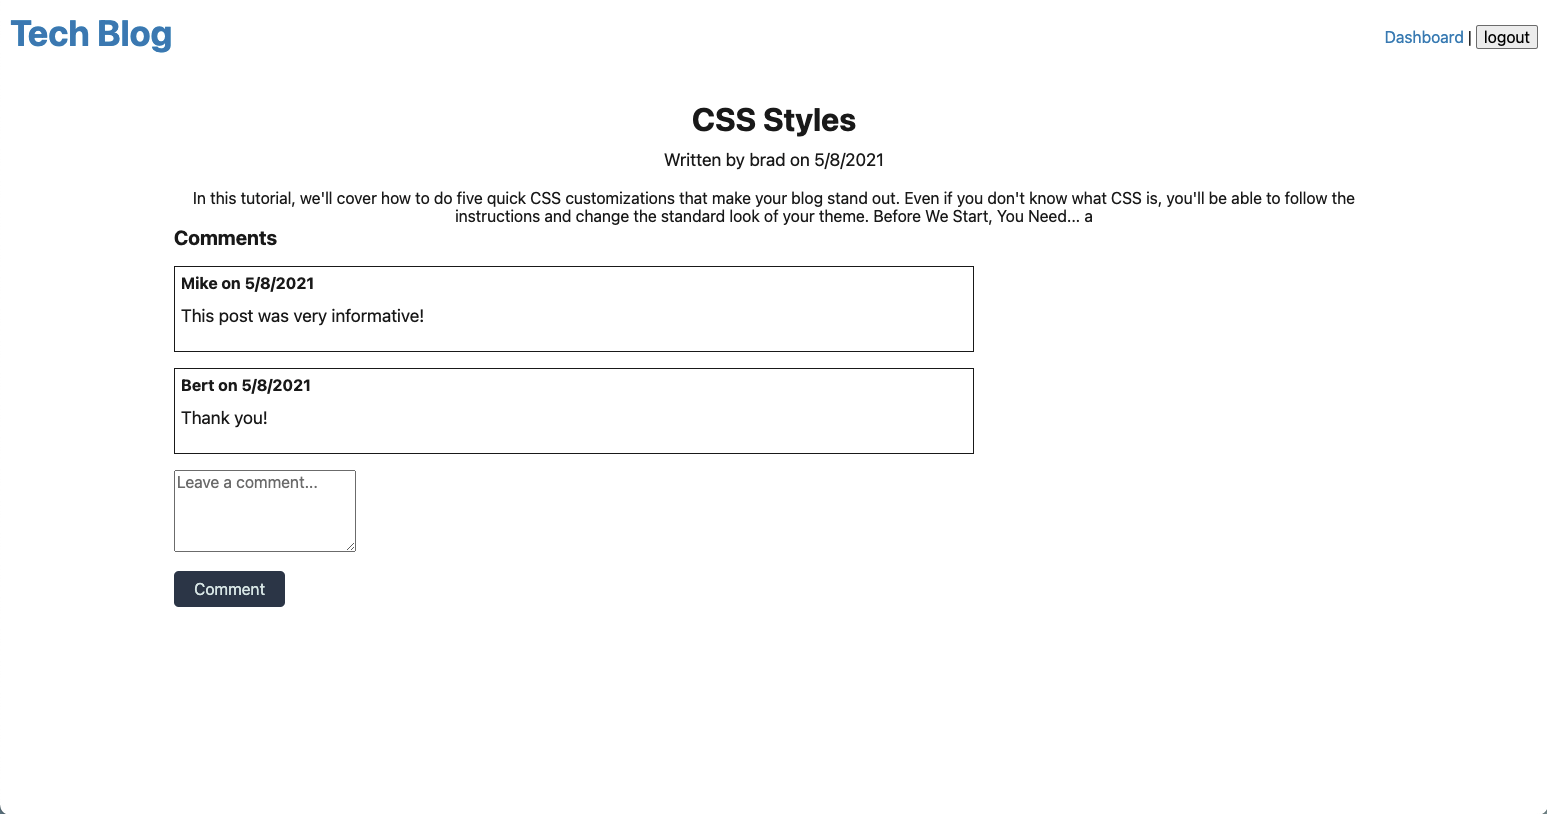 Tech Blog
Dashboard | logout
CSS Styles
Written by brad on 5/8/2021
In this tutorial, we'll cover how to do five quick CSS customizations that make your blog stand out. Even if you don't know what CSS is, you'll be able to follow the
instructions and change the standard look of your theme. Before We Start, You Need... a
Comments
Mike on 5/8/2021
This post was very informative!
Bert on 5/8/2021
Thank you!
Leave a comment...
Comment